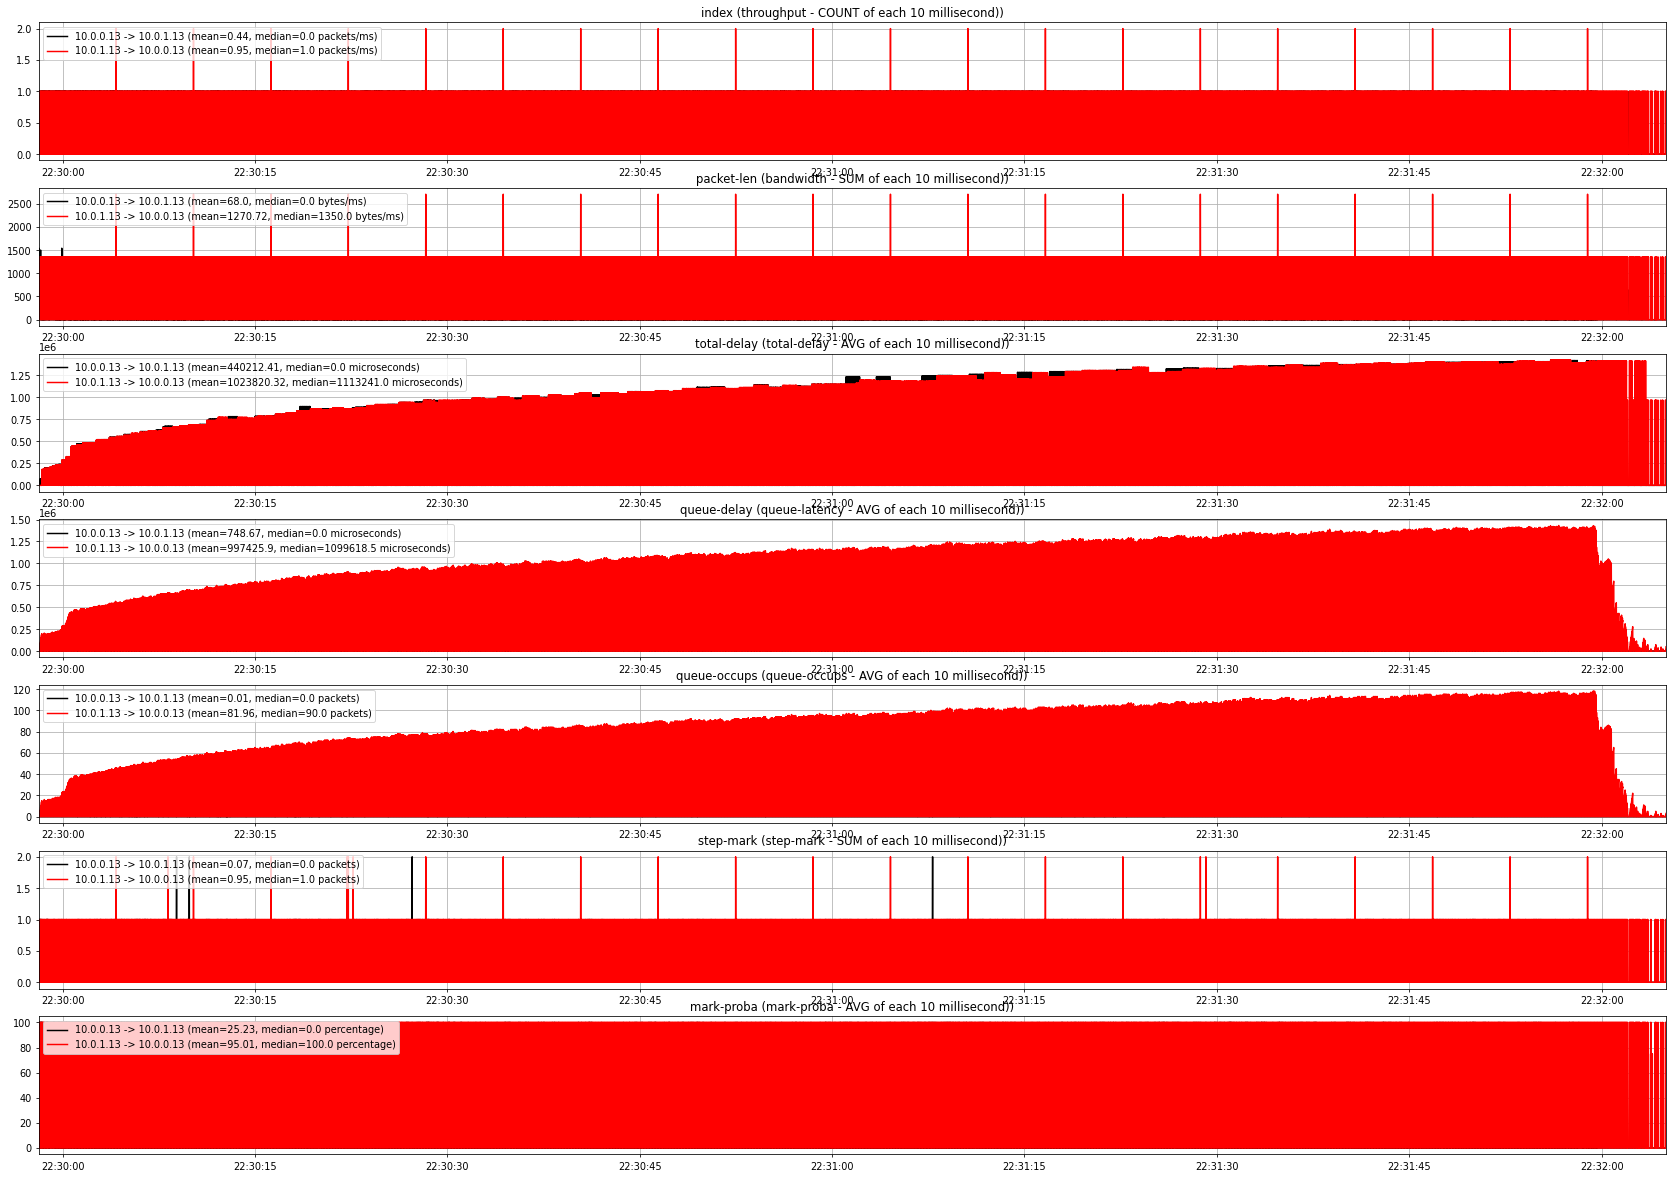 index (throughput - COUNT of each 10 millisecond))
2.0
1.5
1.0
0.5
0.0
10.0.0.13 -> 10.0.1.13 (mean=0.44, median=0.0 packets/ms)
10.0.1.13 -> 10.0.0.13 (mean=0.95, median=1.0 packets/ms)
22:30:00 22:30:15 22:30:30 22:30:45 22:31:00 22:31:15 22:31:30 22:31:45 22:32:00
packet-len (bandwidth - SUM of each 10 millisecond))
2500
2000
1500
1000
500
0
10.0.0.13 -> 10.0.1.13 (mean=68.0, median=0.0 bytes/ms)
10.0.1.13 -> 10.0.0.13 (mean=1270.72, median=1350.0 bytes/ms)
22:30:00 22:30:15 22:30:30 22:30:45 22:31:00 22:31:15 22:31:30 22:31:45 22:32:00
total-delay (total-delay - AVG of each 10 millisecond))
1e6
1.25
1.00
0.75
0.50
0.25
0.00
10.0.0.13 -> 10.0.1.13 (mean=440212.41, median=0.0 microseconds)
10.0.1.13 -> 10.0.0.13 (mean=1023820.32, median=1113241.0 microseconds)
22:30:00 22:30:15 22:30:30 22:30:45 22:31:00 22:31:15 22:31:30 22:31:45 22:32:00
queue-delay (queue-latency - AVG of each 10 millisecond))
1e6
1.50
1.25
1.00
0.75
0.50
0.25
0.00
10.0.0.13 -> 10.0.1.13 (mean=748.67, median=0.0 microseconds)
10.0.1.13 -> 10.0.0.13 (mean=997425.9, median=1099618.5 microseconds)
22:30:00 22:30:15 22:30:30 22:30:45 22:31:00 22:31:15 22:31:30 22:31:45 22:32:00
queue-occups (queue-occups - AVG of each 10 millisecond))
120
100
80
60
40
20
0
10.0.0.13 -> 10.0.1.13 (mean=0.01, median=0.0 packets)
10.0.1.13 -> 10.0.0.13 (mean=81.96, median=90.0 packets)
22:30:00 22:30:15 22:30:30 22:30:45 22:31:00 22:31:15 22:31:30 22:31:45 22:32:00
step-mark (step-mark - SUM of each 10 millisecond))
2.0
1.5
1.0
0.5
0.0
10.0.0.13 -> 10.0.1.13 (mean=0.07, median=0.0 packets)
10.0.1.13 -> 10.0.0.13 (mean=0.95, median=1.0 packets)
22:30:00 22:30:15 22:30:30 22:30:45 22:31:00 22:31:15 22:31:30 22:31:45 22:32:00
mark-proba (mark-proba - AVG of each 10 millisecond))
100
80
60
40
20
0
10.0.0.13 -> 10.0.1.13 (mean=25.23, median=0.0 percentage)
10.0.1.13 -> 10.0.0.13 (mean=95.01, median=100.0 percentage)
22:30:00 22:30:15 22:30:30 22:30:45 22:31:00 22:31:15 22:31:30 22:31:45 22:32:00